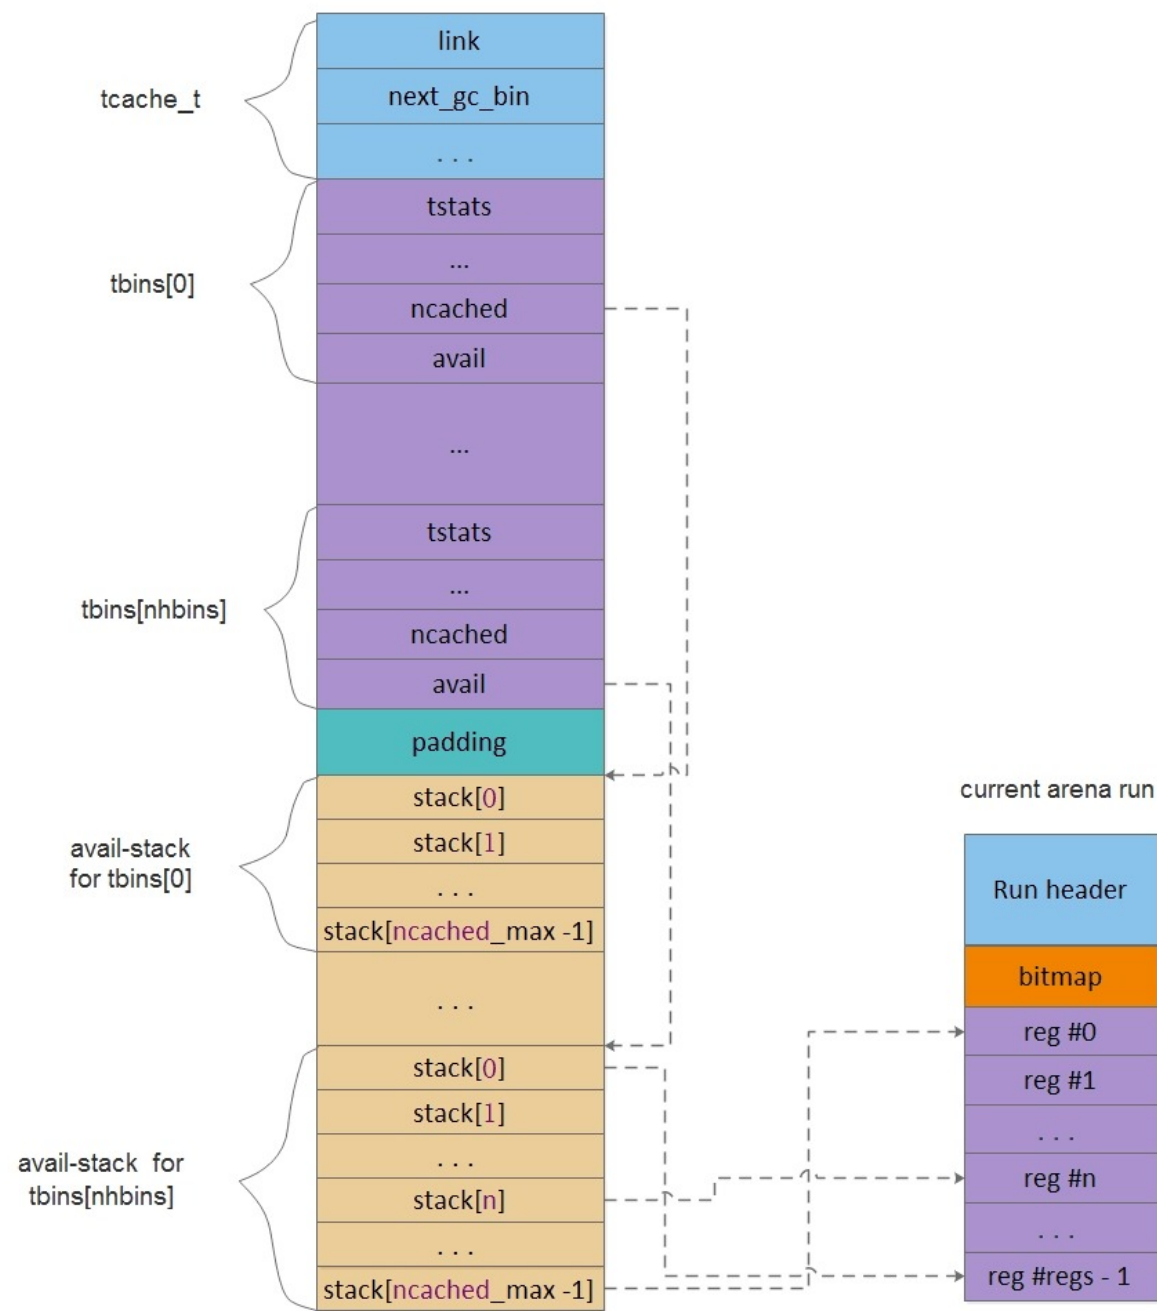 link
tcache_t
next_gc_bin
. . .
tstats
...
tbins[0]
ncached
avail
...
tstats
...
tbins[nhbins]
ncached
avail
padding
stack[0]
stack[1]
avail-stack
for tbins[0]
. . .
stack[ncached_max -1]
. . .
stack[0]
stack[1]
. . .
avail-stack for
tbins[nhbins]
stack[n]
. . .
stack[ncached_max -1]
current arena run
Run header
bitmap
reg #0
reg #1
. . .
reg #n
. . .
reg #regs - 1